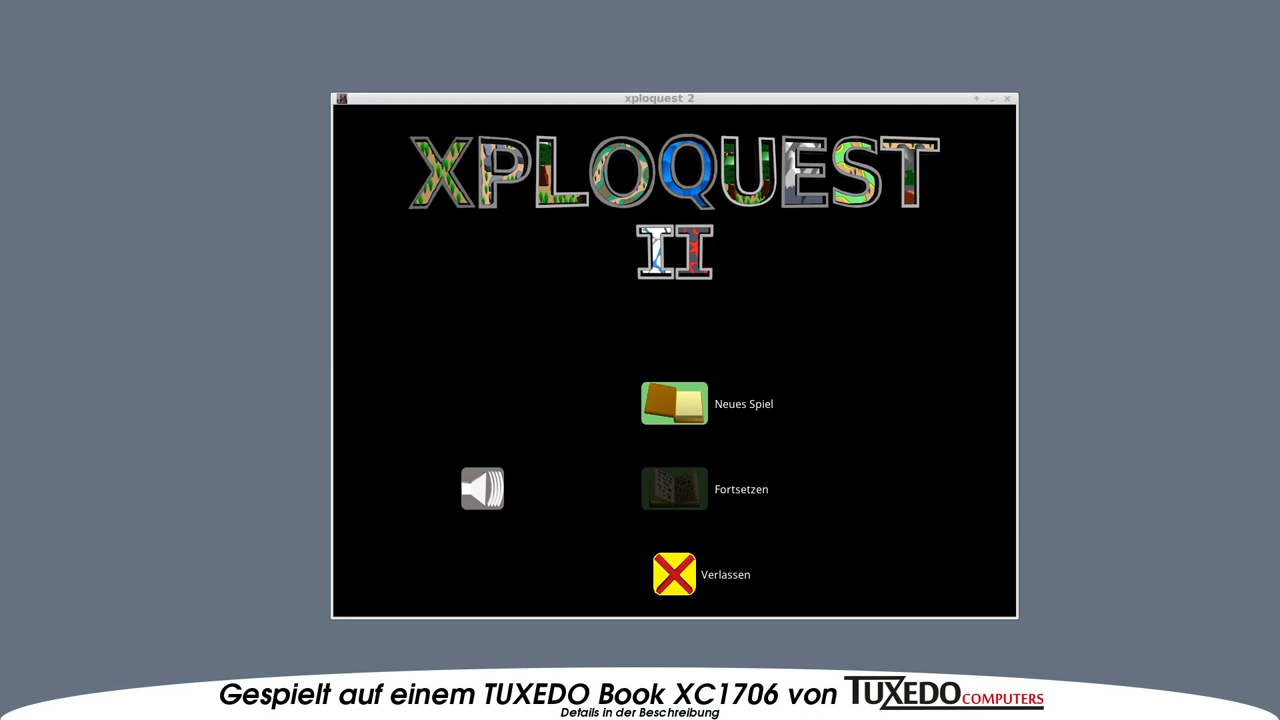 xploquest 2
XPLOQUEST
II
Neues Spiel
Fortsetzen
Verlassen
Gespielt auf einem TUXEDO Book XC1706 von TUXEDO COMPUTERS
Details in der Beschreibung